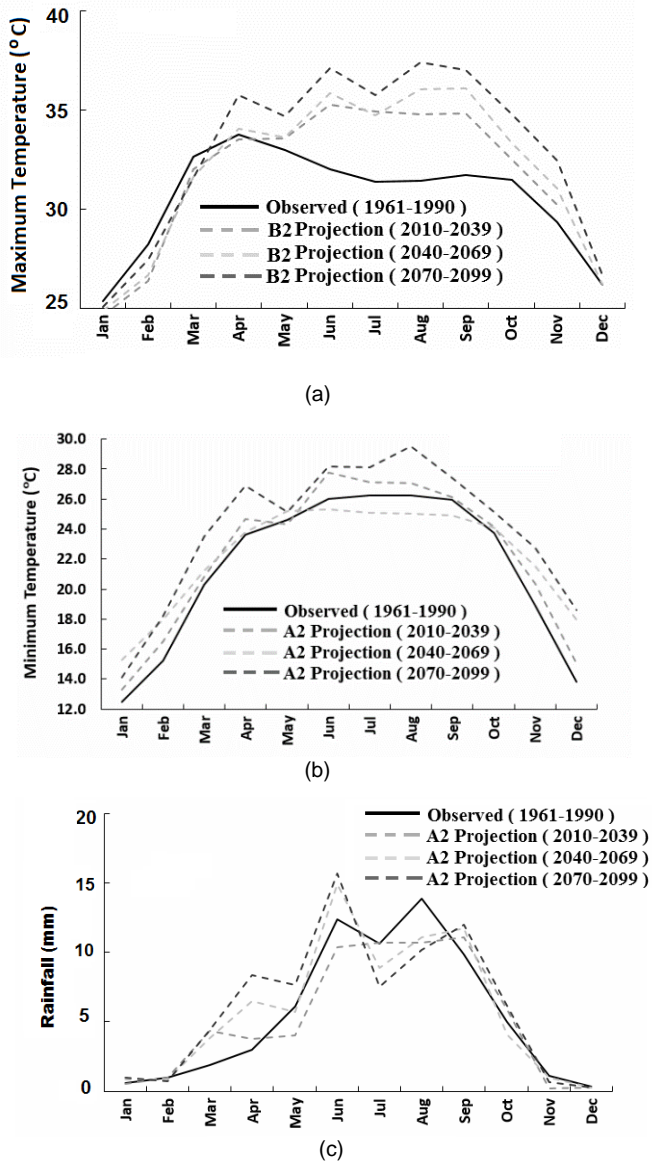 Maximum Temperature (°C)
40
35
30
25
Observed ( 1961-1990 )
B2 Projection ( 2010-2039 )
B2 Projection ( 2040-2069 )
B2 Projection ( 2070-2099 )
Jan Feb Mar Apr May Jun Jul Aug Sep Oct Nov Dec
(a)
Minimum Temperature (°C)
30.0
28.0
26.0
24.0
22.0
20.0
18.0
16.0
14.0
12.0
Observed ( 1961-1990 )
A2 Projection ( 2010-2039 )
A2 Projection ( 2040-2069 )
A2 Projection ( 2070-2099 )
Jan Feb Mar Apr May Jun Jul Aug Sep Oct Nov Dec
(b)
Rainfall (mm)
20
15
10
5
0
Observed ( 1961-1990 )
A2 Projection ( 2010-2039 )
A2 Projection ( 2040-2069 )
A2 Projection ( 2070-2099 )
Jan Feb Mar Apr May Jun Jul Aug Sep Oct Nov Dec
(c)